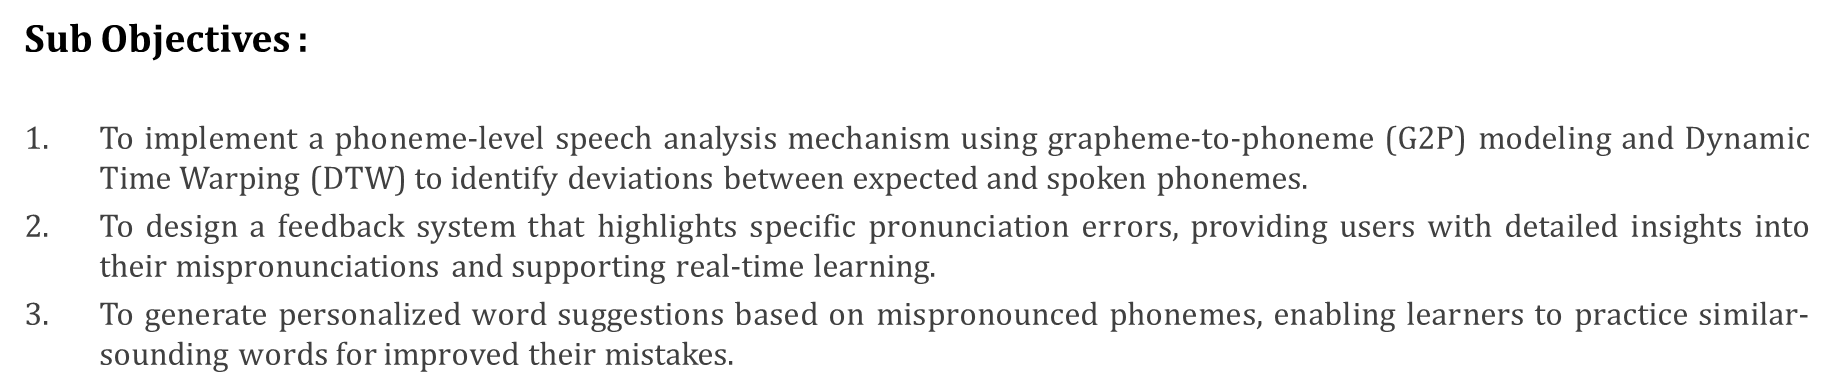 Sub Objectives :
1. To implement a phoneme-level speech analysis mechanism using grapheme-to-phoneme (G2P) modeling and Dynamic
Time Warping (DTW) to identify deviations between expected and spoken phonemes.
2. To design a feedback system that highlights specific pronunciation errors, providing users with detailed insights into
their mispronunciations and supporting real-time learning.
3. To generate personalized word suggestions based on mispronounced phonemes, enabling learners to practice similar-
sounding words for improved their mistakes.